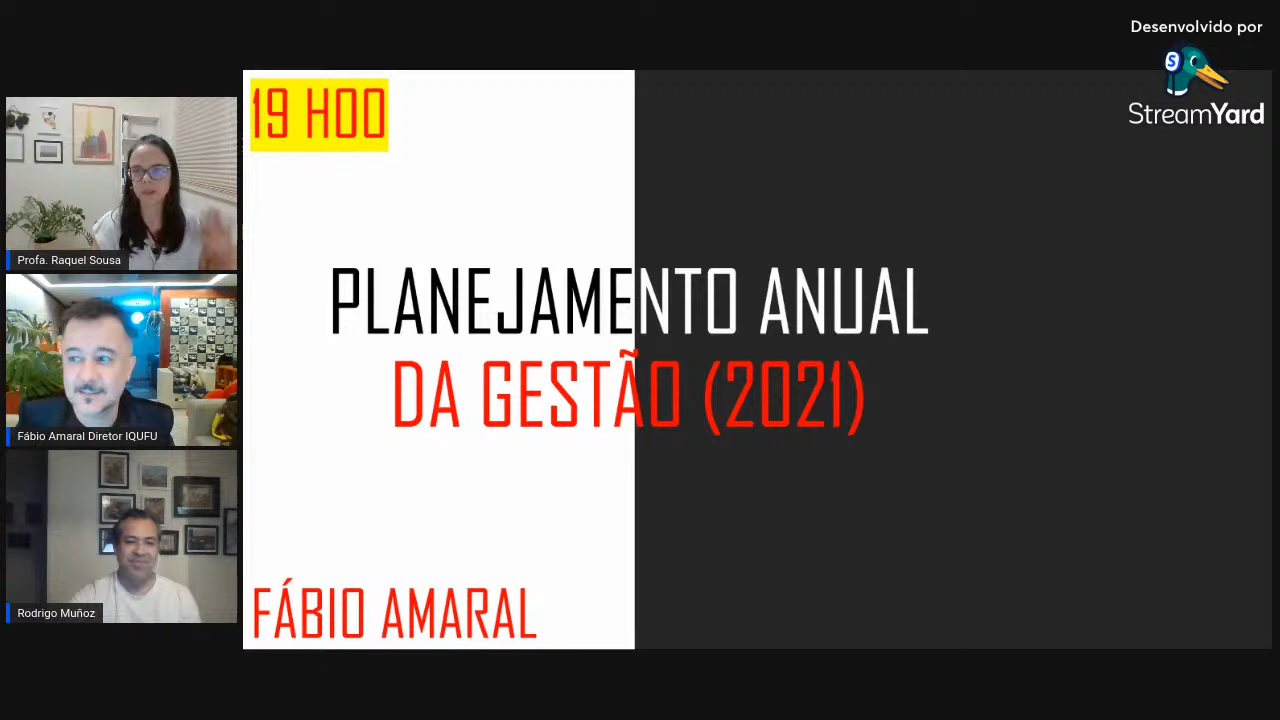 Desenvolvido por
StreamYard
19 H00
PLANEJAMENTO ANUAL
DA GESTÃO (2021)
FÁBIO AMARAL
Profa. Raquel Sousa
Fábio Amaral Diretor IQUFU
Rodrigo Muñoz